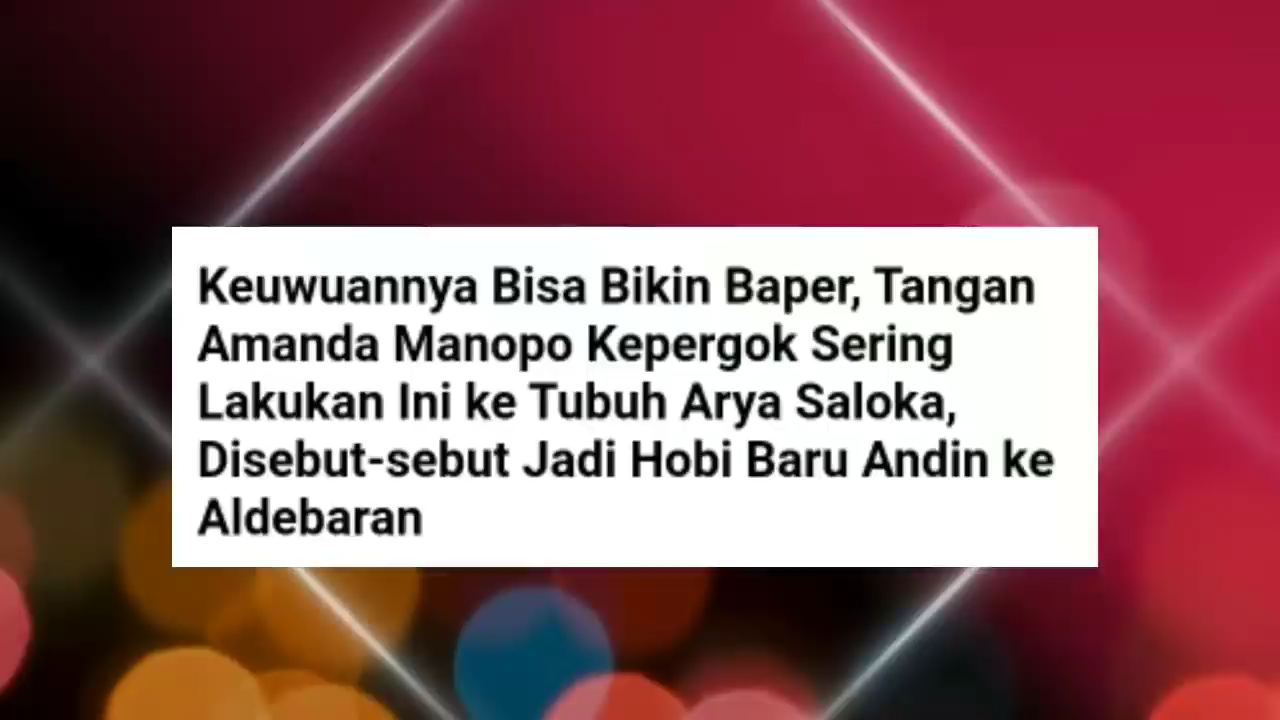 Keuwuannya Bisa Bikin Baper, Tangan
Amanda Manopo Kepergok Sering
Lakukan Ini ke Tubuh Arya Saloka,
Disebut-sebut Jadi Hobi Baru Andin ke
Aldebaran